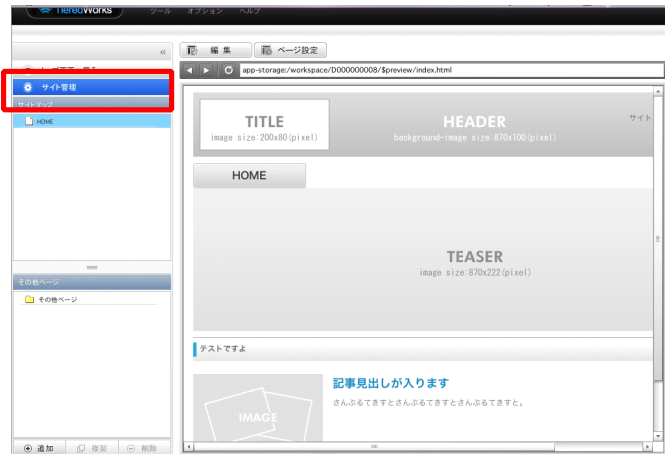 TieredWorks ツール オプション ヘルプ
«
編 集 ページ設定
app-storage:/workspace/D000000008/$preview/index.html
サイト管理
サイトマップ
HOME
TITLE
image size:200x80(pixel)
HEADER
background-image size:870x100(pixel)
サイト
HOME
TEASER
image size:870x222(pixel)
その他ページ
その他ページ
テストですよ
記事見出しが入ります
さんぷるてきすとさんぷるてきすとさんぷるてきすと。
IMAGE
追加 複製 削除